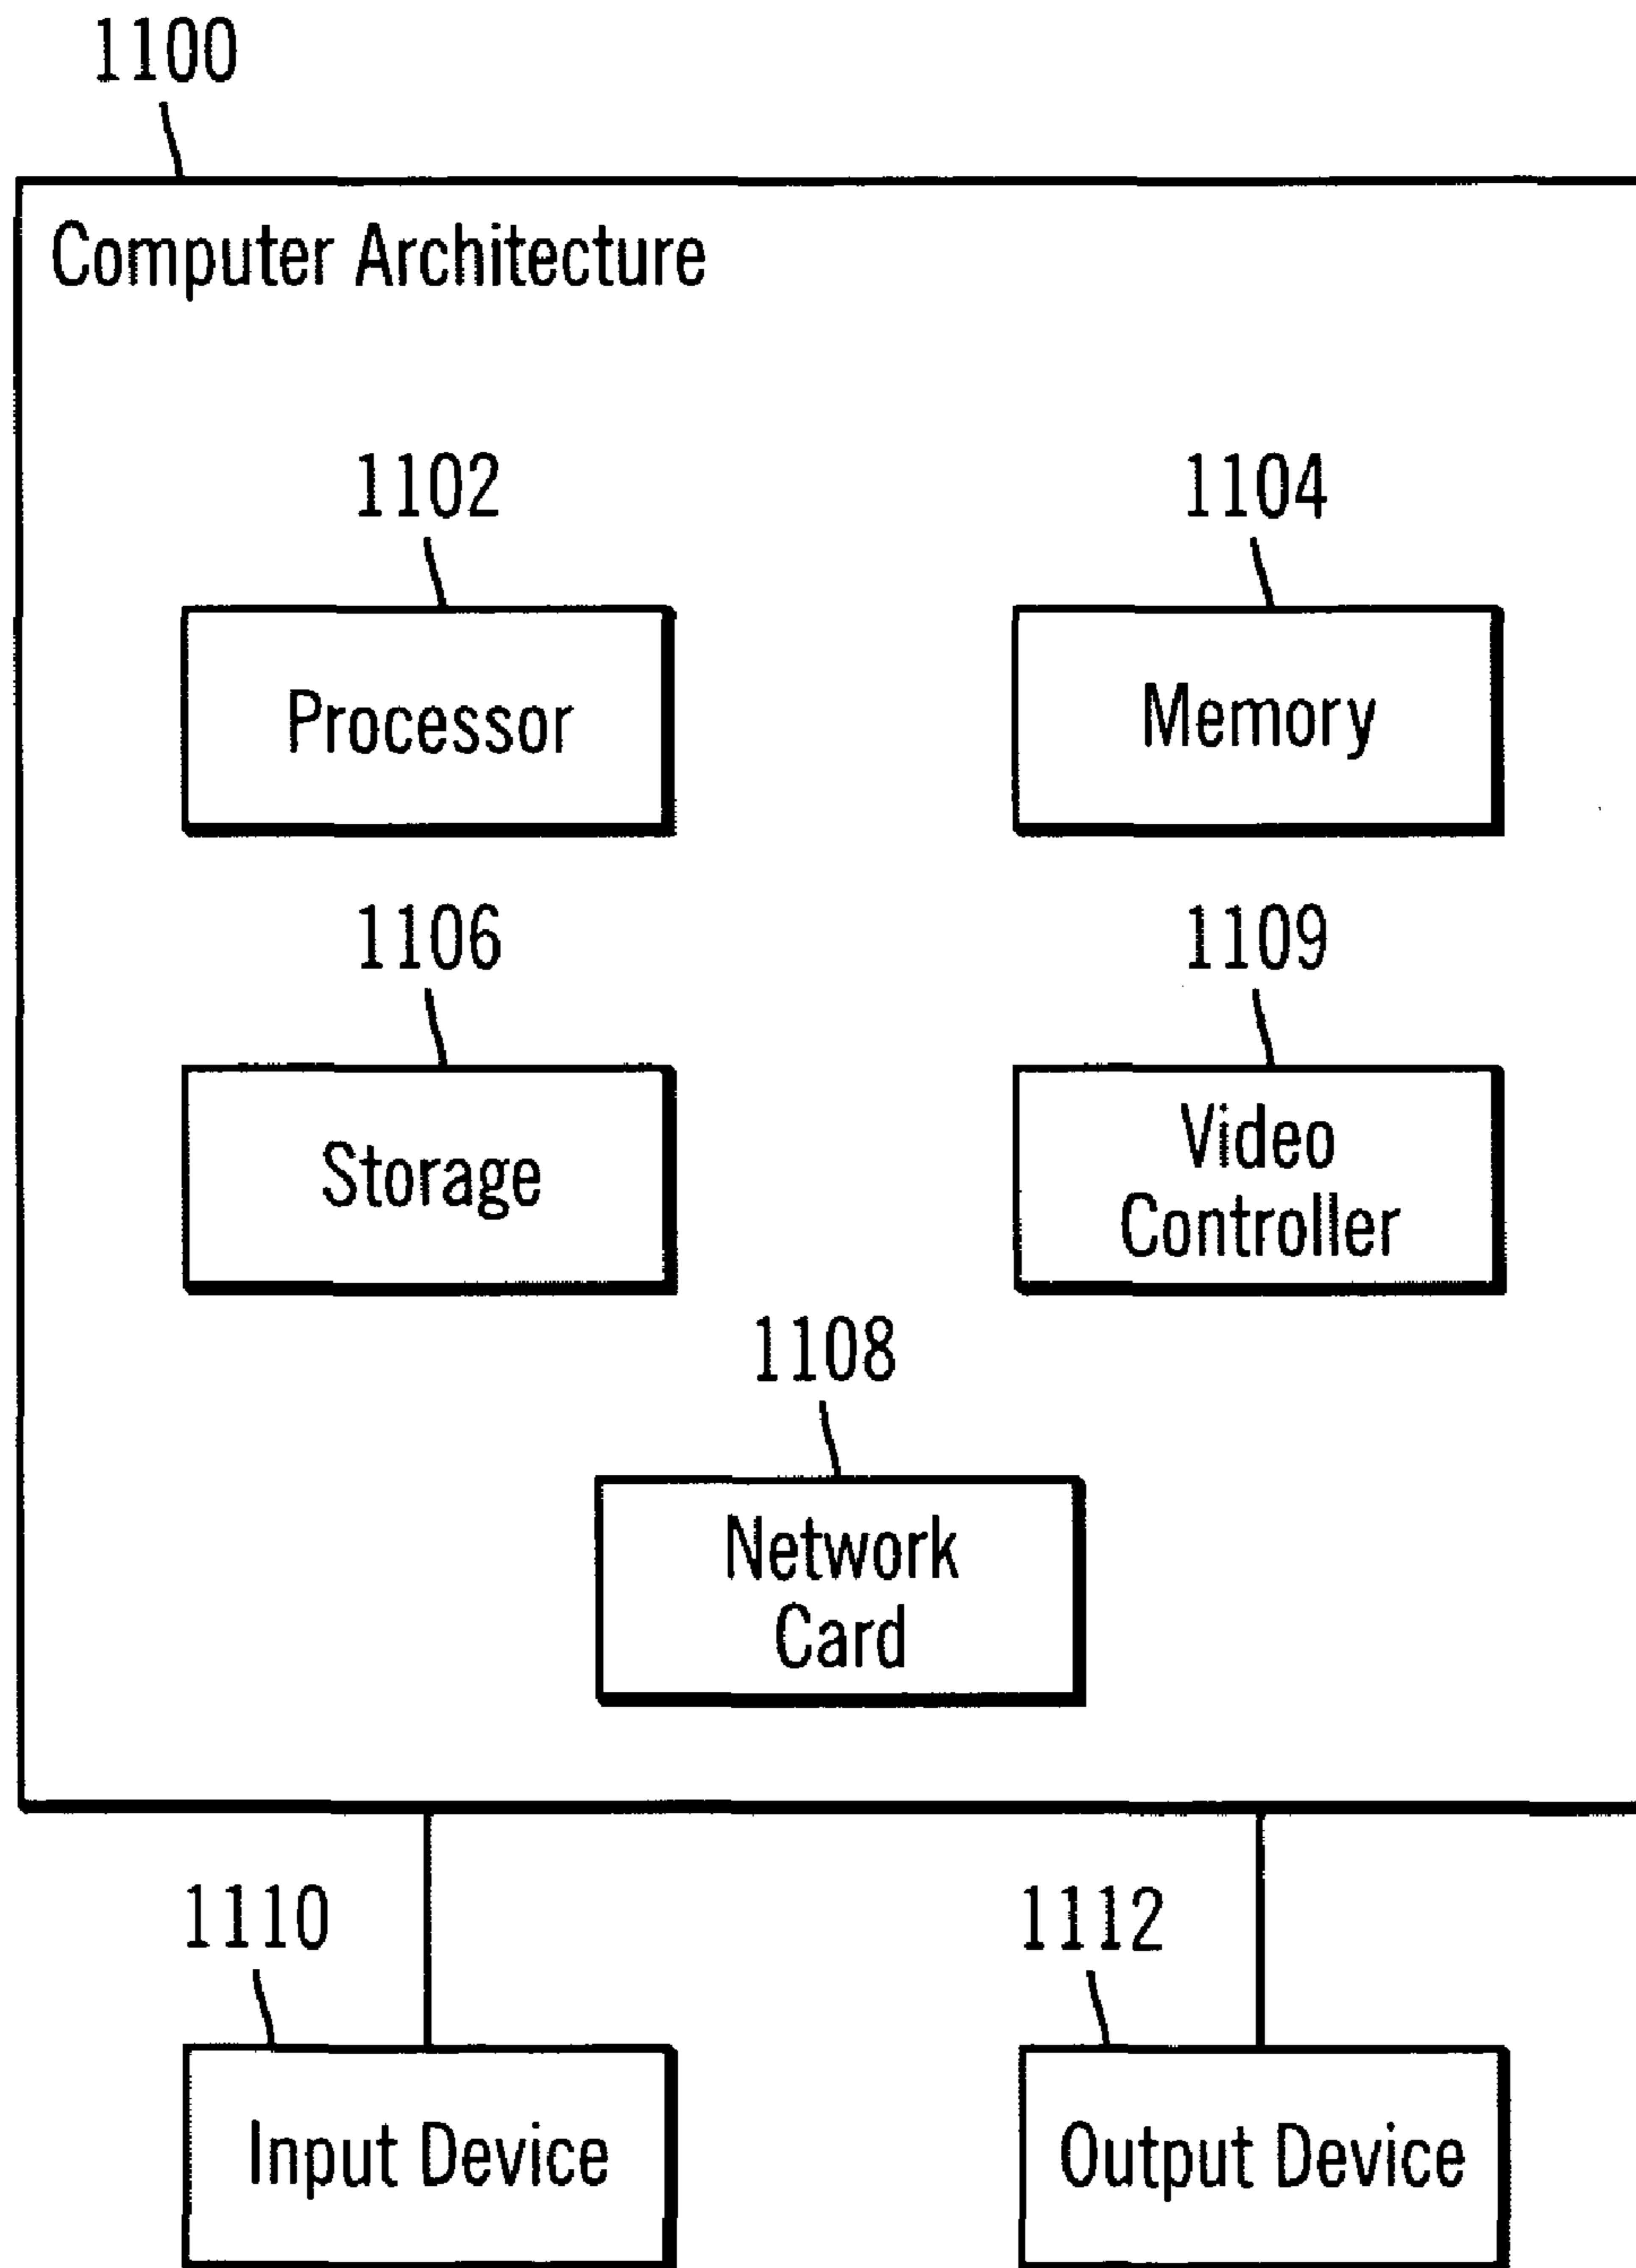 1100
Computer Architecture
1102
1104
Processor
Memory
1106
1109
Storage
Video
Controller
1108
Network
Card
1110
1112
Input Device
Output Device